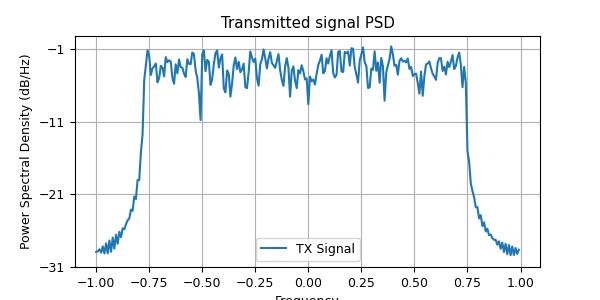 Transmitted signal PSD
Power Spectral Density (dB/Hz)
−1
−11
−21
−31
TX Signal
−1.00 −0.75 −0.50 −0.25 0.00 0.25 0.50 0.75 1.00
Frequency